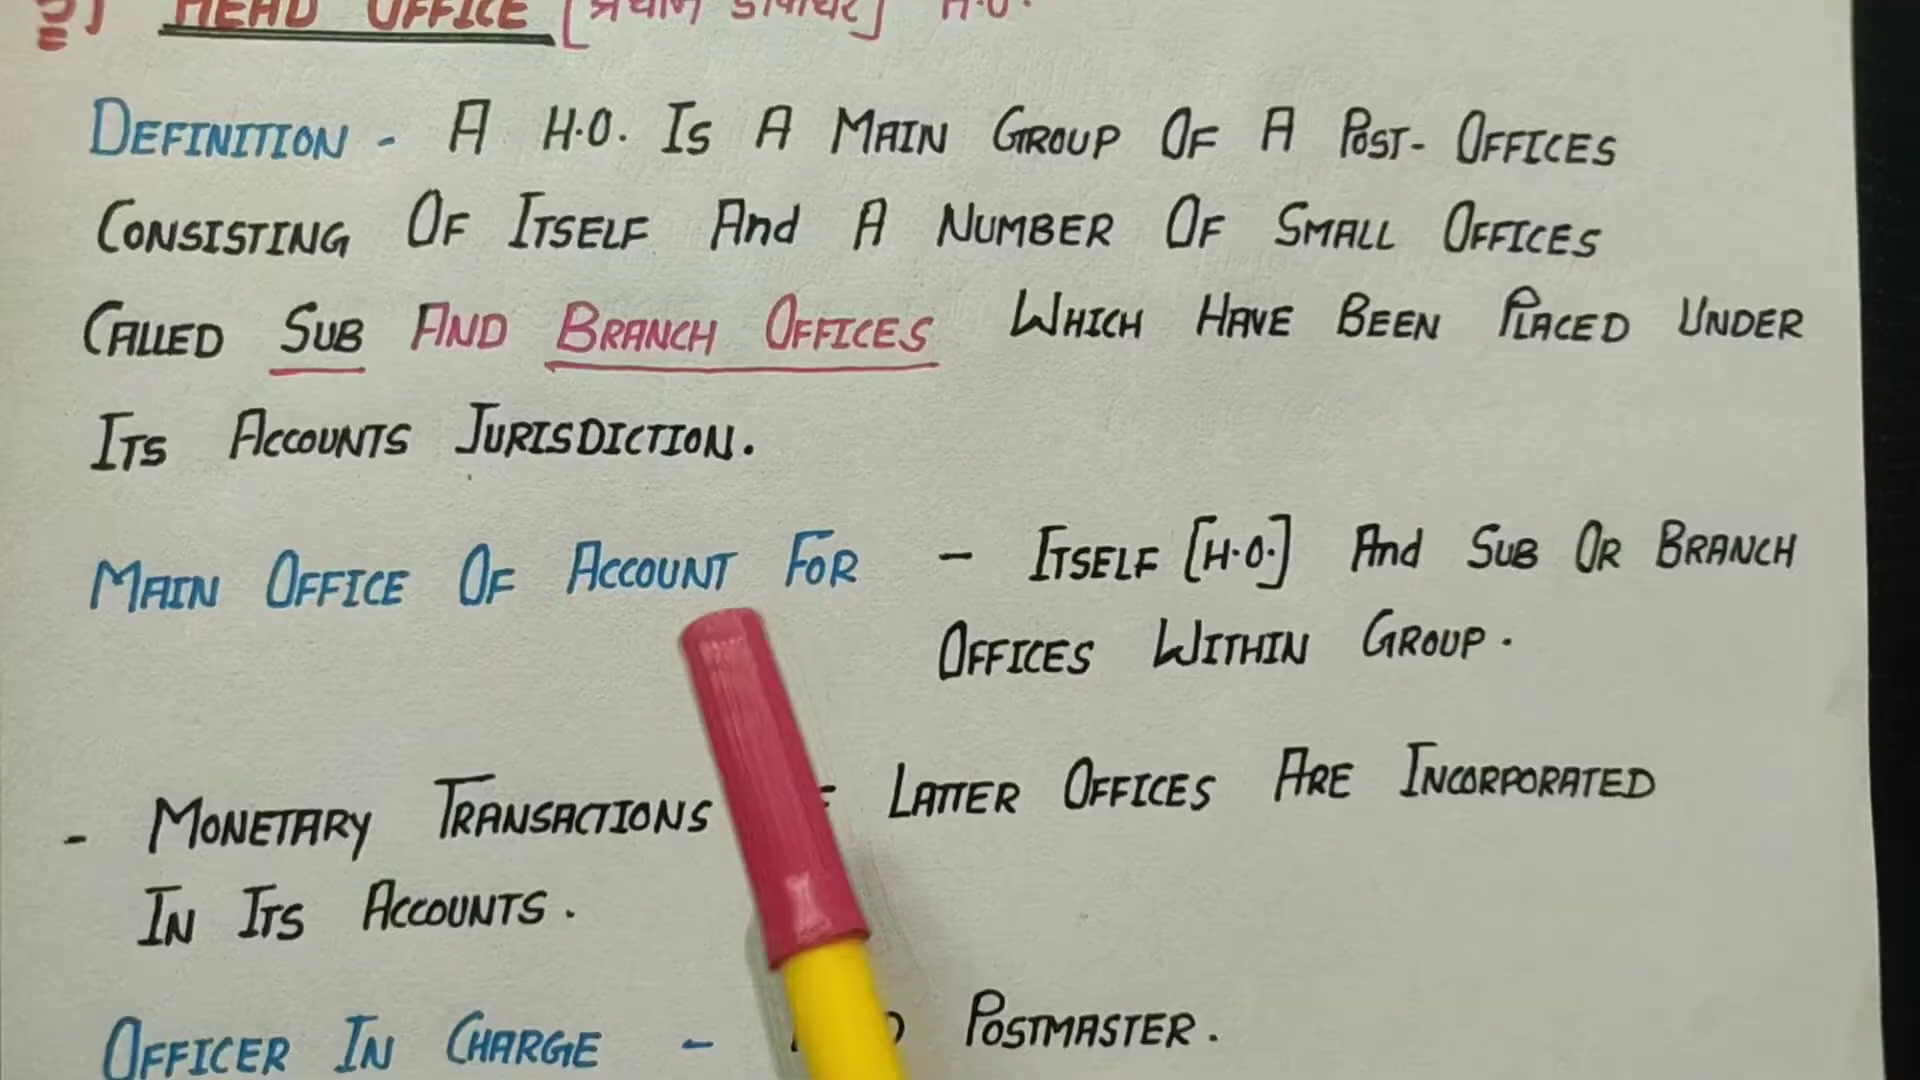 HEAD OFFICE [प्रधान डाकघर] H.O.
DEFINITION - A H.O. IS A MAIN GROUP OF A POST-OFFICES
CONSISTING OF ITSELF And A NUMBER OF SMALL OFFICES
CALLED SUB AND BRANCH OFFICES WHICH HAVE BEEN PLACED UNDER
ITS ACCOUNTS JURISDICTION.
MAIN OFFICE OF ACCOUNT FOR - ITSELF [H.O.] And SUB OR BRANCH
OFFICES WITHIN GROUP.
- MONETARY TRANSACTIONS LATTER OFFICES ARE INCORPORATED
IN ITS ACCOUNTS.
OFFICER IN CHARGE - POSTMASTER.